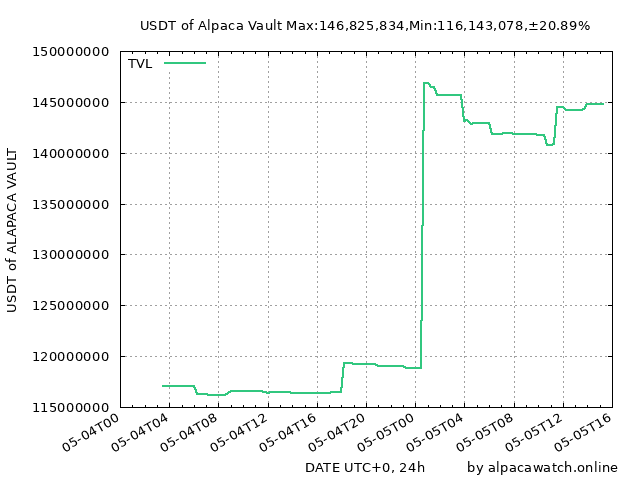 USDT of Alpaca Vault Max:146,825,834,Min:116,143,078,±20.89%
TVL
150000000
145000000
140000000
135000000
130000000
125000000
120000000
115000000
USDT of ALAPACA VAULT
05-04T00
05-04T04
05-04T08
05-04T12
05-04T16
05-04T20
05-05T00
05-05T04
05-05T08
05-05T12
05-05T16
DATE UTC+0, 24h
by alpacawatch.online